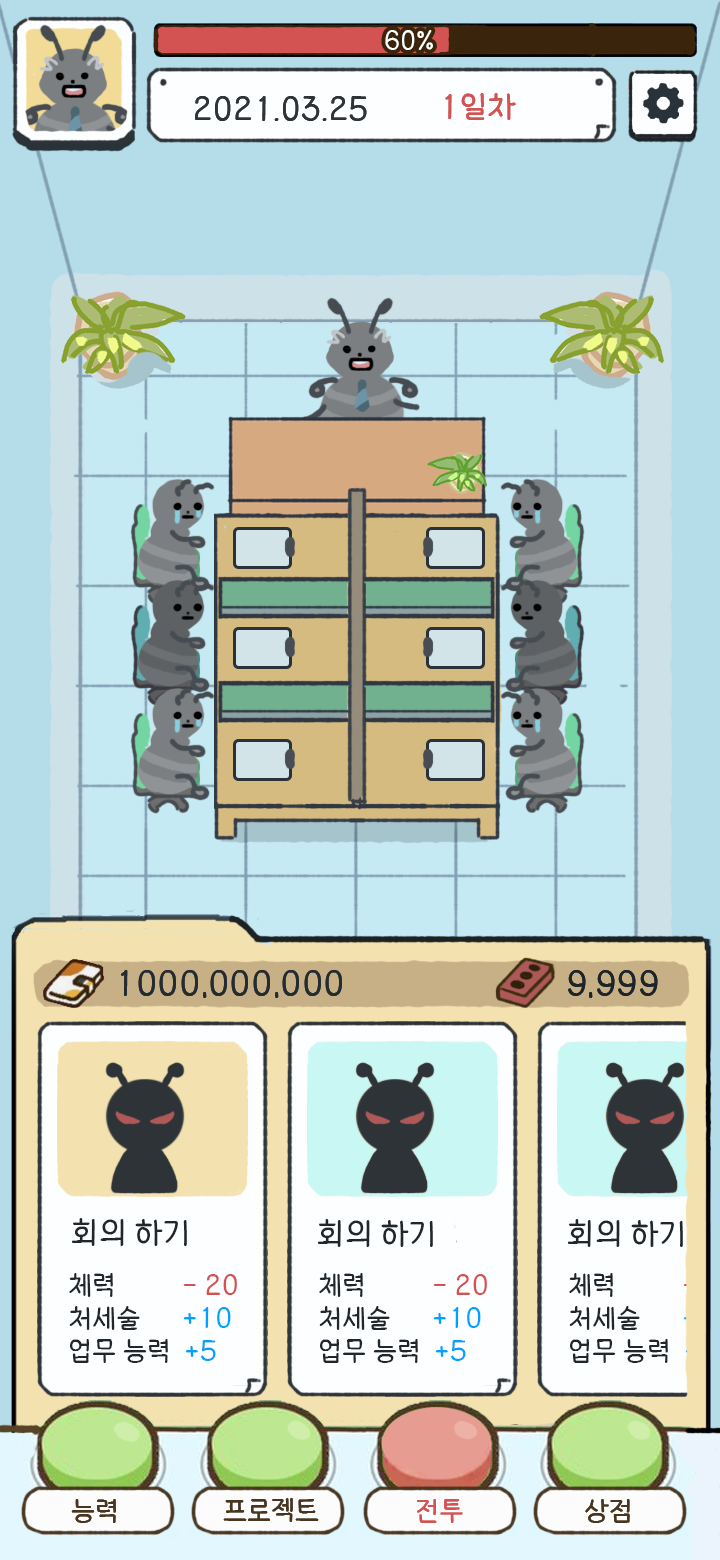 60%
2021.03.25 1일차
1000,000,000 9,999
회의 하기 회의 하기 회의 하기
체력 - 20 체력 - 20 체력 -
처세술 +10 처세술 +10 처세술
업무 능력 +5 업무 능력 +5 업무 능력
능력 프로젝트 전투 상점